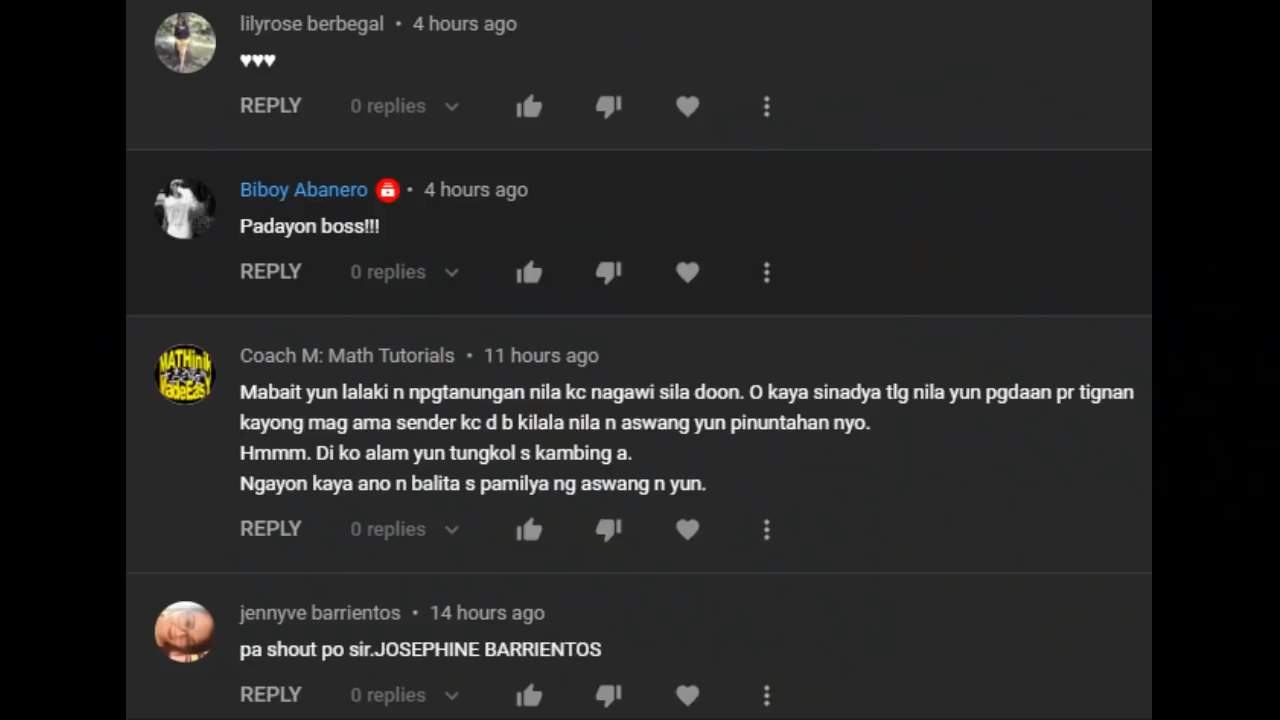 lilyrose berbegal • 4 hours ago
♥♥♥
REPLY 0 replies
Biboy Abanero • 4 hours ago
Padayon boss!!!
REPLY 0 replies
MATHinik
MadeEasy
Coach M: Math Tutorials • 11 hours ago
Mabait yun lalaki n npgtanungan nila kc nagawi sila doon. O kaya sinadya tlg nila yun pgdaan pr tignan
kayong mag ama sender kc d b kilala nila n aswang yun pinuntahan nyo.
Hmmm. Di ko alam yun tungkol s kambing a.
Ngayon kaya ano n balita s pamilya ng aswang n yun.
REPLY 0 replies
jennyve barrientos • 14 hours ago
pa shout po sir.JOSEPHINE BARRIENTOS
REPLY 0 replies